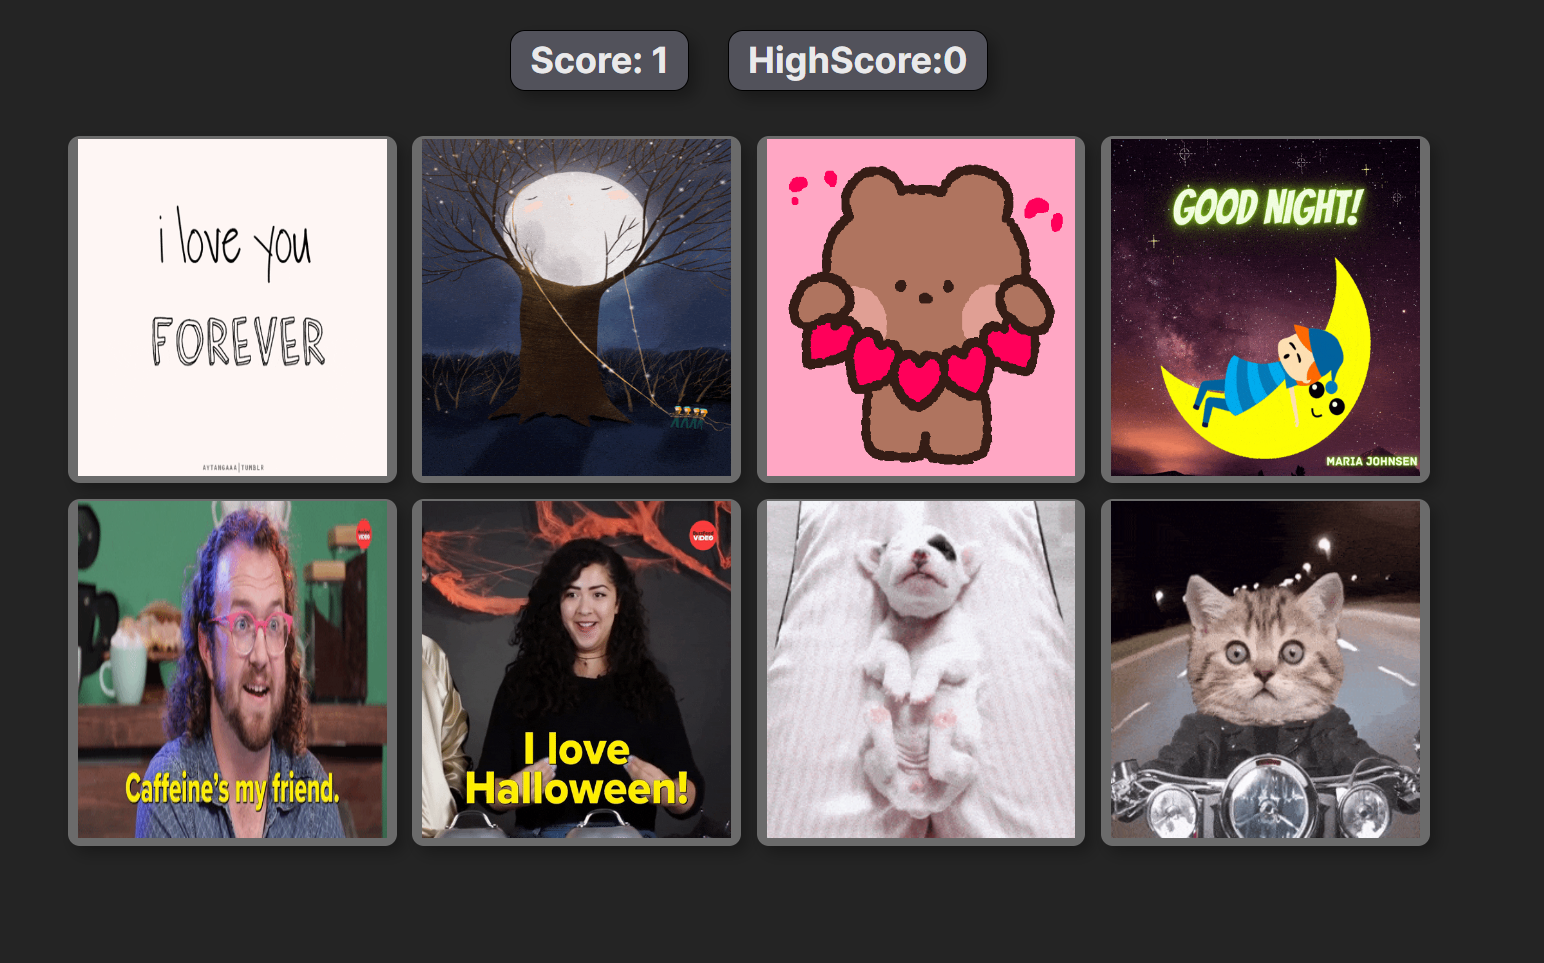 Score: 1
HighScore:0
i love you
FOREVER
AYTANGAAA|TUMBLR
GOOD NIGHT!
MARIA JOHNSEN
VIDEO
Caffeine's my friend.
VIDEO
I love
Halloween!